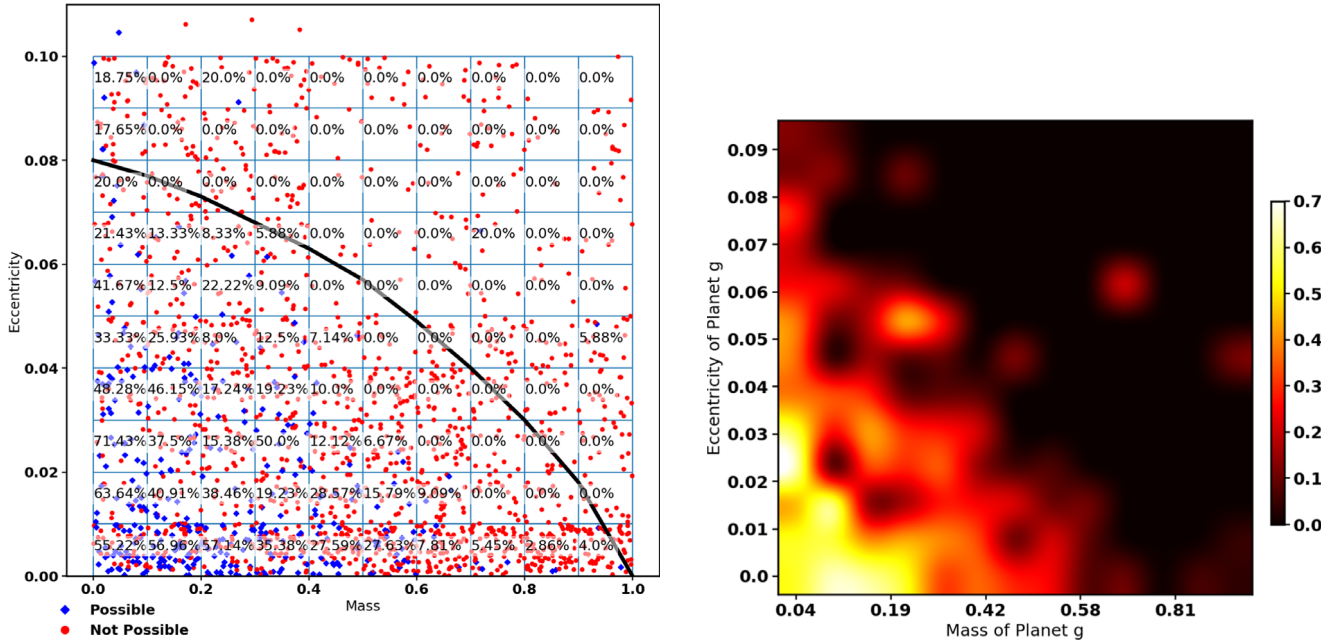 0.10
18.75% 0.0% 20.0% 0.0% 0.0% 0.0% 0.0% 0.0% 0.0% 0.0%
17.65% 0.0% 0.0% 0.0% 0.0% 0.0% 0.0% 0.0% 0.0% 0.0%
0.08
20.0% 0.0% 0.0% 0.0% 0.0% 0.0% 0.0% 0.0% 0.0% 0.0%
21.43% 13.33% 8.33% 5.88% 0.0% 0.0% 0.0% 20.0% 0.0% 0.0%
0.06
41.67% 12.5% 22.22% 9.09% 0.0% 0.0% 0.0% 0.0% 0.0% 0.0%
33.33% 25.93% 8.0% 12.5% 7.14% 0.0% 0.0% 0.0% 0.0% 5.88%
0.04
48.28% 46.15% 17.24% 19.23% 10.0% 0.0% 0.0% 0.0% 0.0% 0.0%
71.43% 37.5% 15.38% 50.0% 12.12% 6.67% 0.0% 0.0% 0.0% 0.0%
0.02
63.64% 40.91% 38.46% 19.23% 28.57% 15.79% 9.09% 0.0% 0.0% 0.0%
55.22% 56.96% 57.14% 35.38% 27.59% 27.63% 7.81% 5.45% 2.86% 4.0%
0.00
Eccentricity
0.0 0.2 0.4 0.6 0.8 1.0
Mass
Possible
Not Possible
0.09
0.08
0.07
0.06
0.05
0.04
0.03
0.02
0.01
0.0
Eccentricity of Planet g
0.04 0.19 0.42 0.58 0.81
Mass of Planet g
0.7
0.6
0.5
0.4
0.3
0.2
0.1
0.0